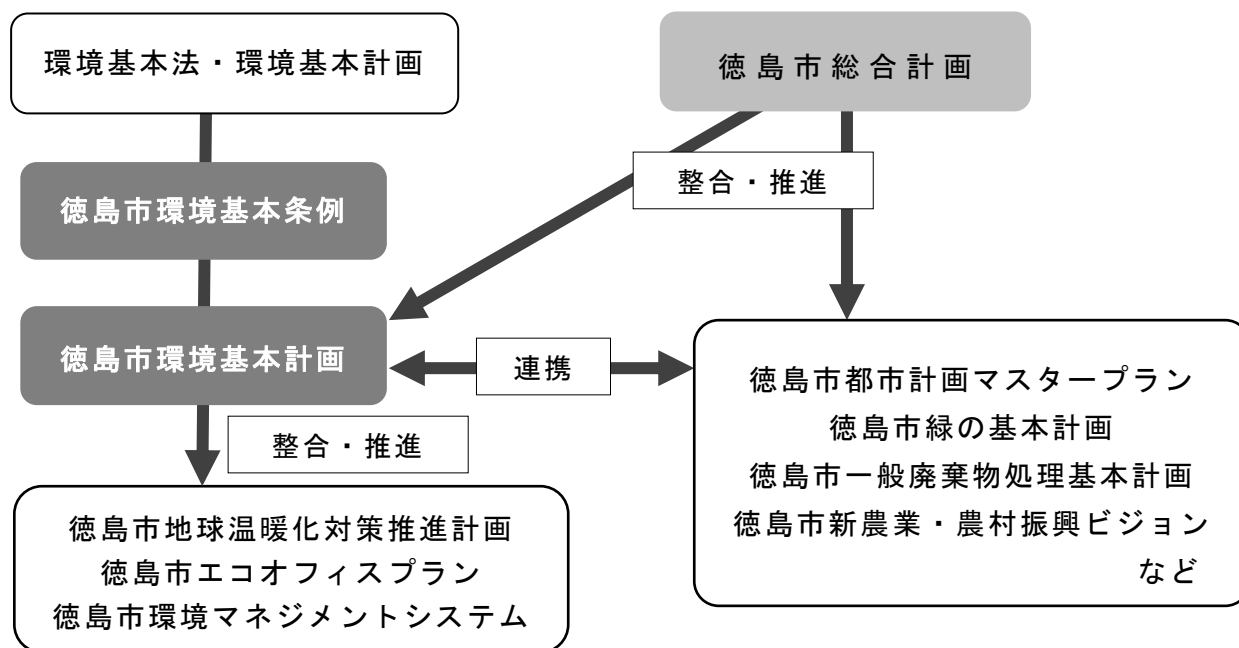 環境基本法・環境基本計画
徳島市総合計画
整合・推進
徳島市環境基本条例
徳島市環境基本計画
連携
整合・推進
徳島市都市計画マスタープラン
徳島市緑の基本計画
徳島市一般廃棄物処理基本計画
徳島市新農業・農村振興ビジョン
など
徳島市地球温暖化対策推進計画
徳島市エコオフィスプラン
徳島市環境マネジメントシステム